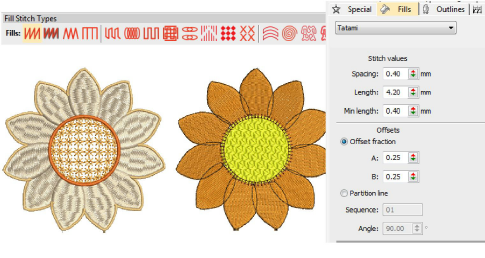 Fill Stitch Types
Fills:
Special Fills Outlines
Tatami
Stitch values
Spacing: 0.40 mm
Length: 4.20 mm
Min length: 0.40 mm
Offsets
Offset fraction
A: 0.25
B: 0.25
Partition line
Sequence: 01
Angle: 90.00 °